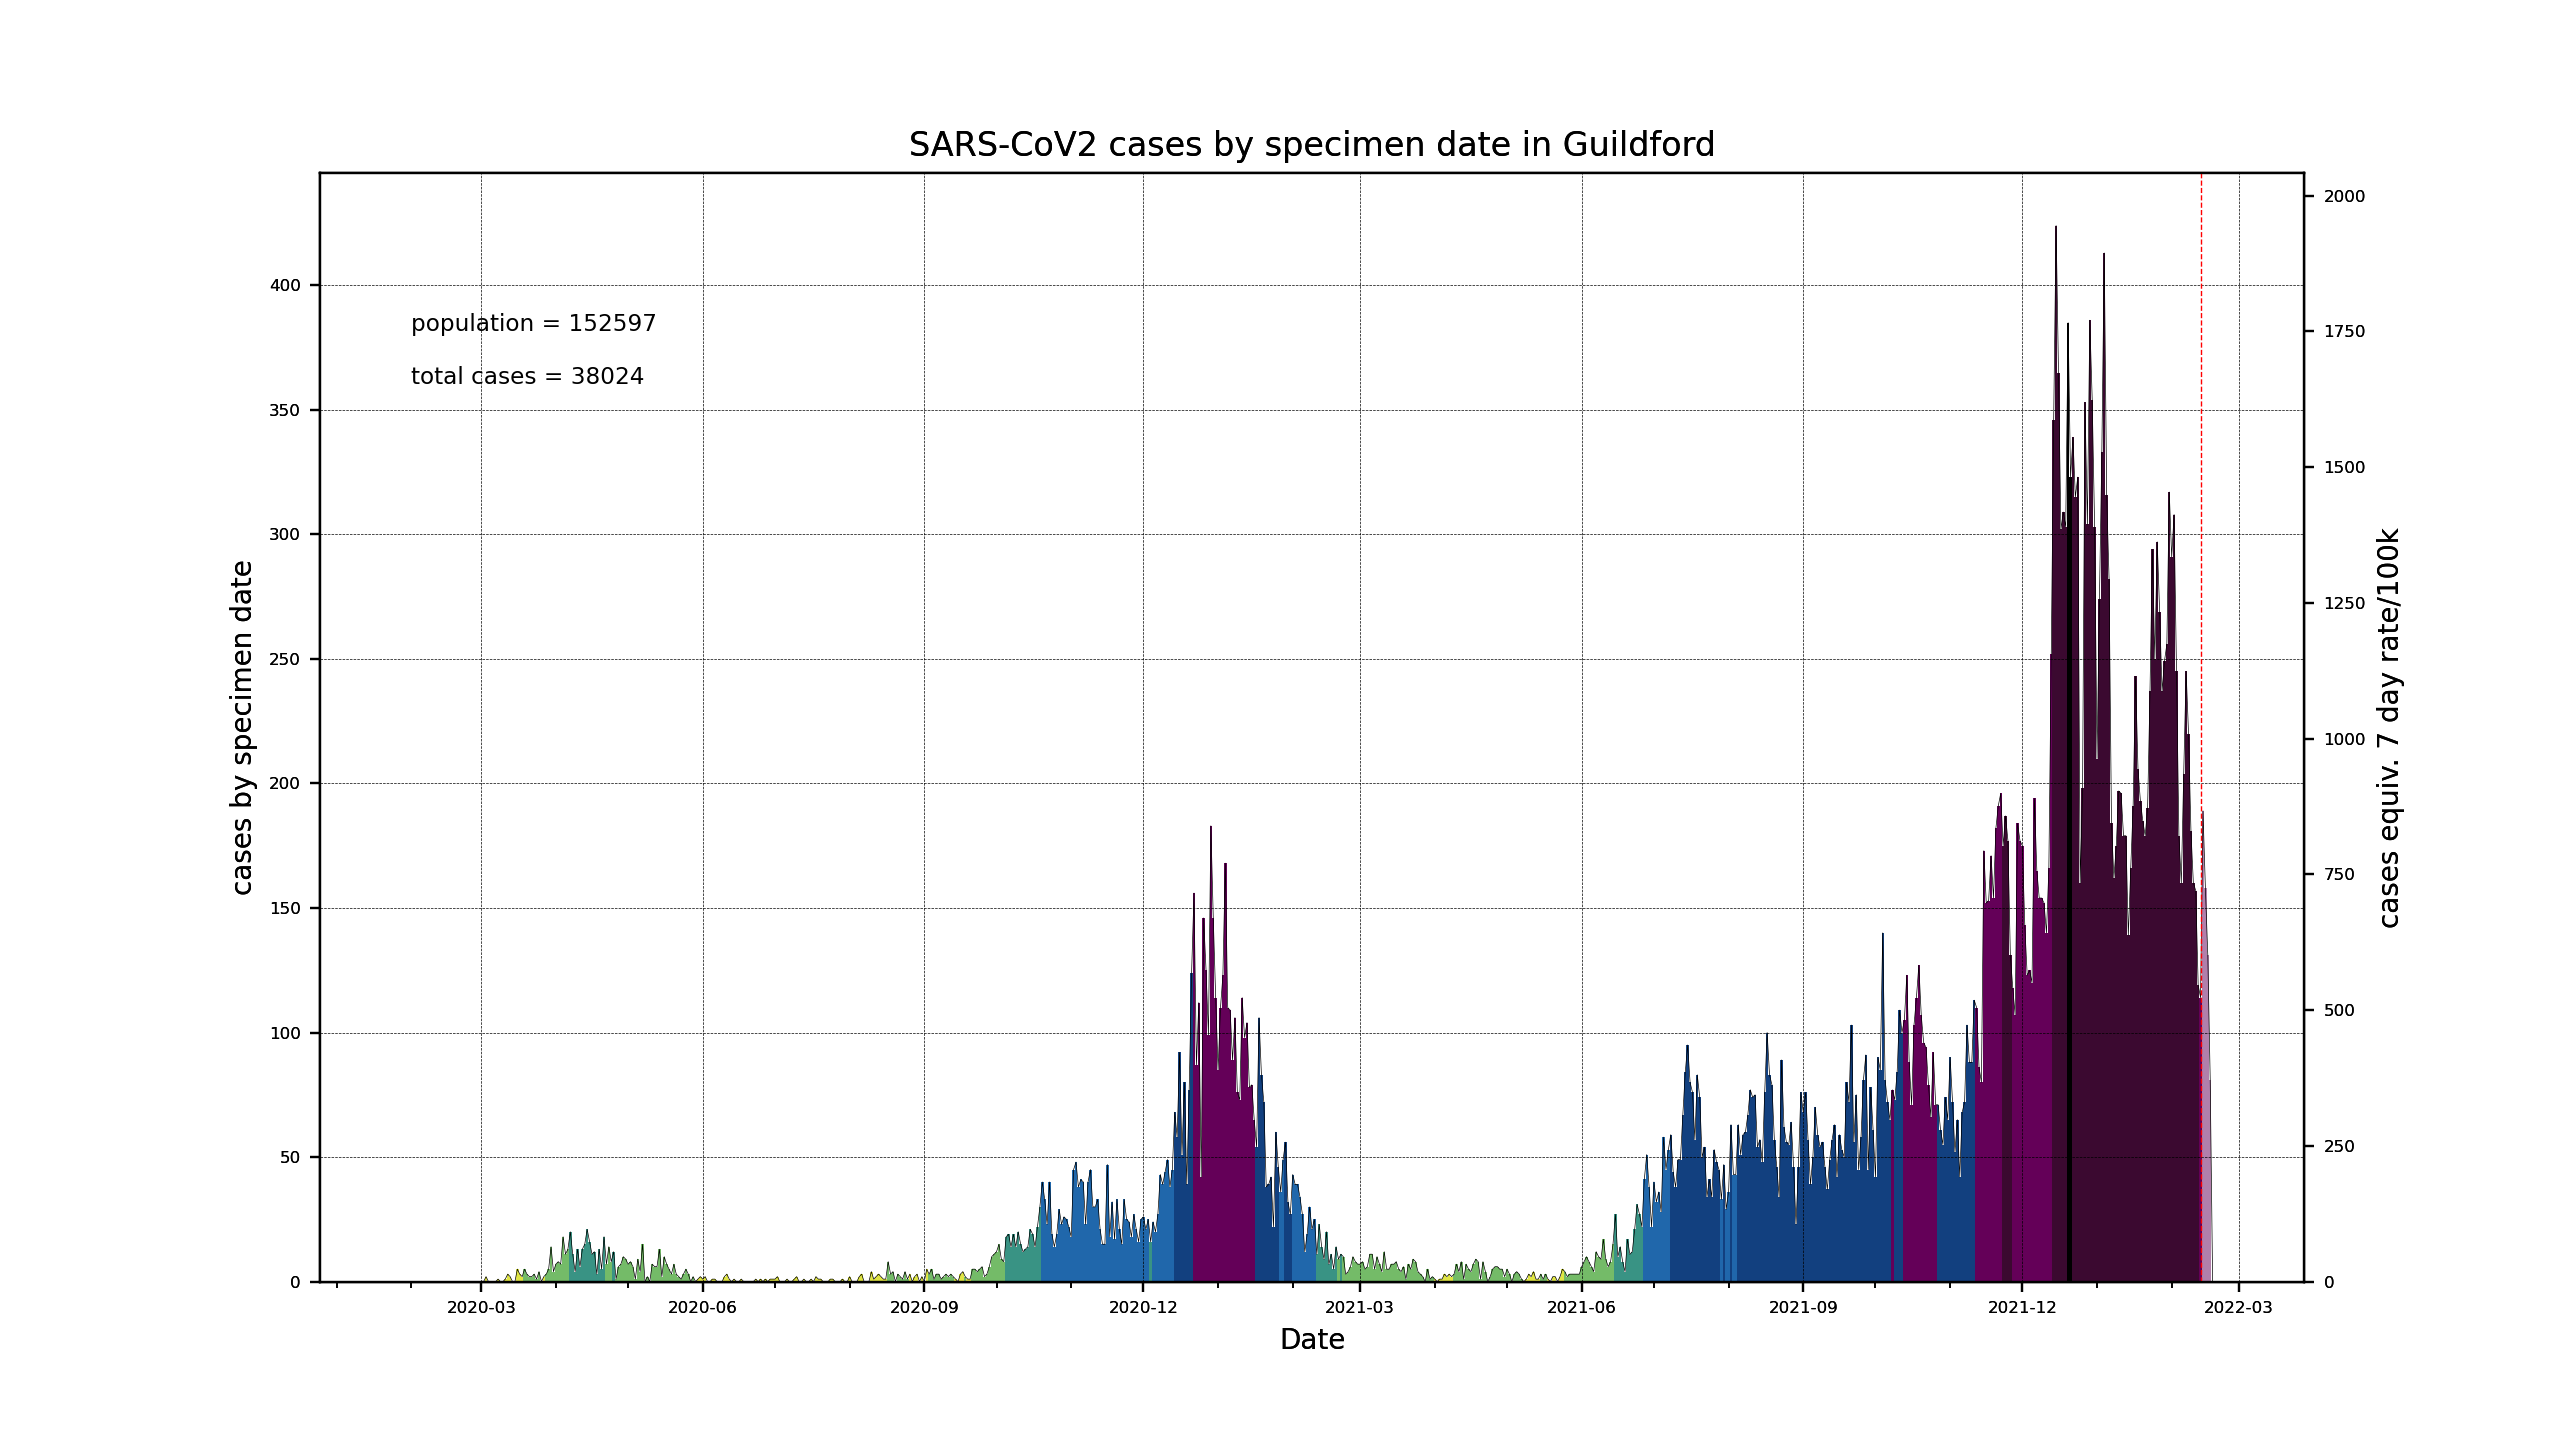 SARS-CoV2 cases by specimen date in Guildford
population = 152597
total cases = 38024
cases by specimen date
400
350
300
250
200
150
100
50
0
2000
1750
1500
1250
1000
750
500
250
0
cases equiv. 7 day rate/100k
2020-03 2020-06 2020-09 2020-12 2021-03 2021-06 2021-09 2021-12 2022-03
Date